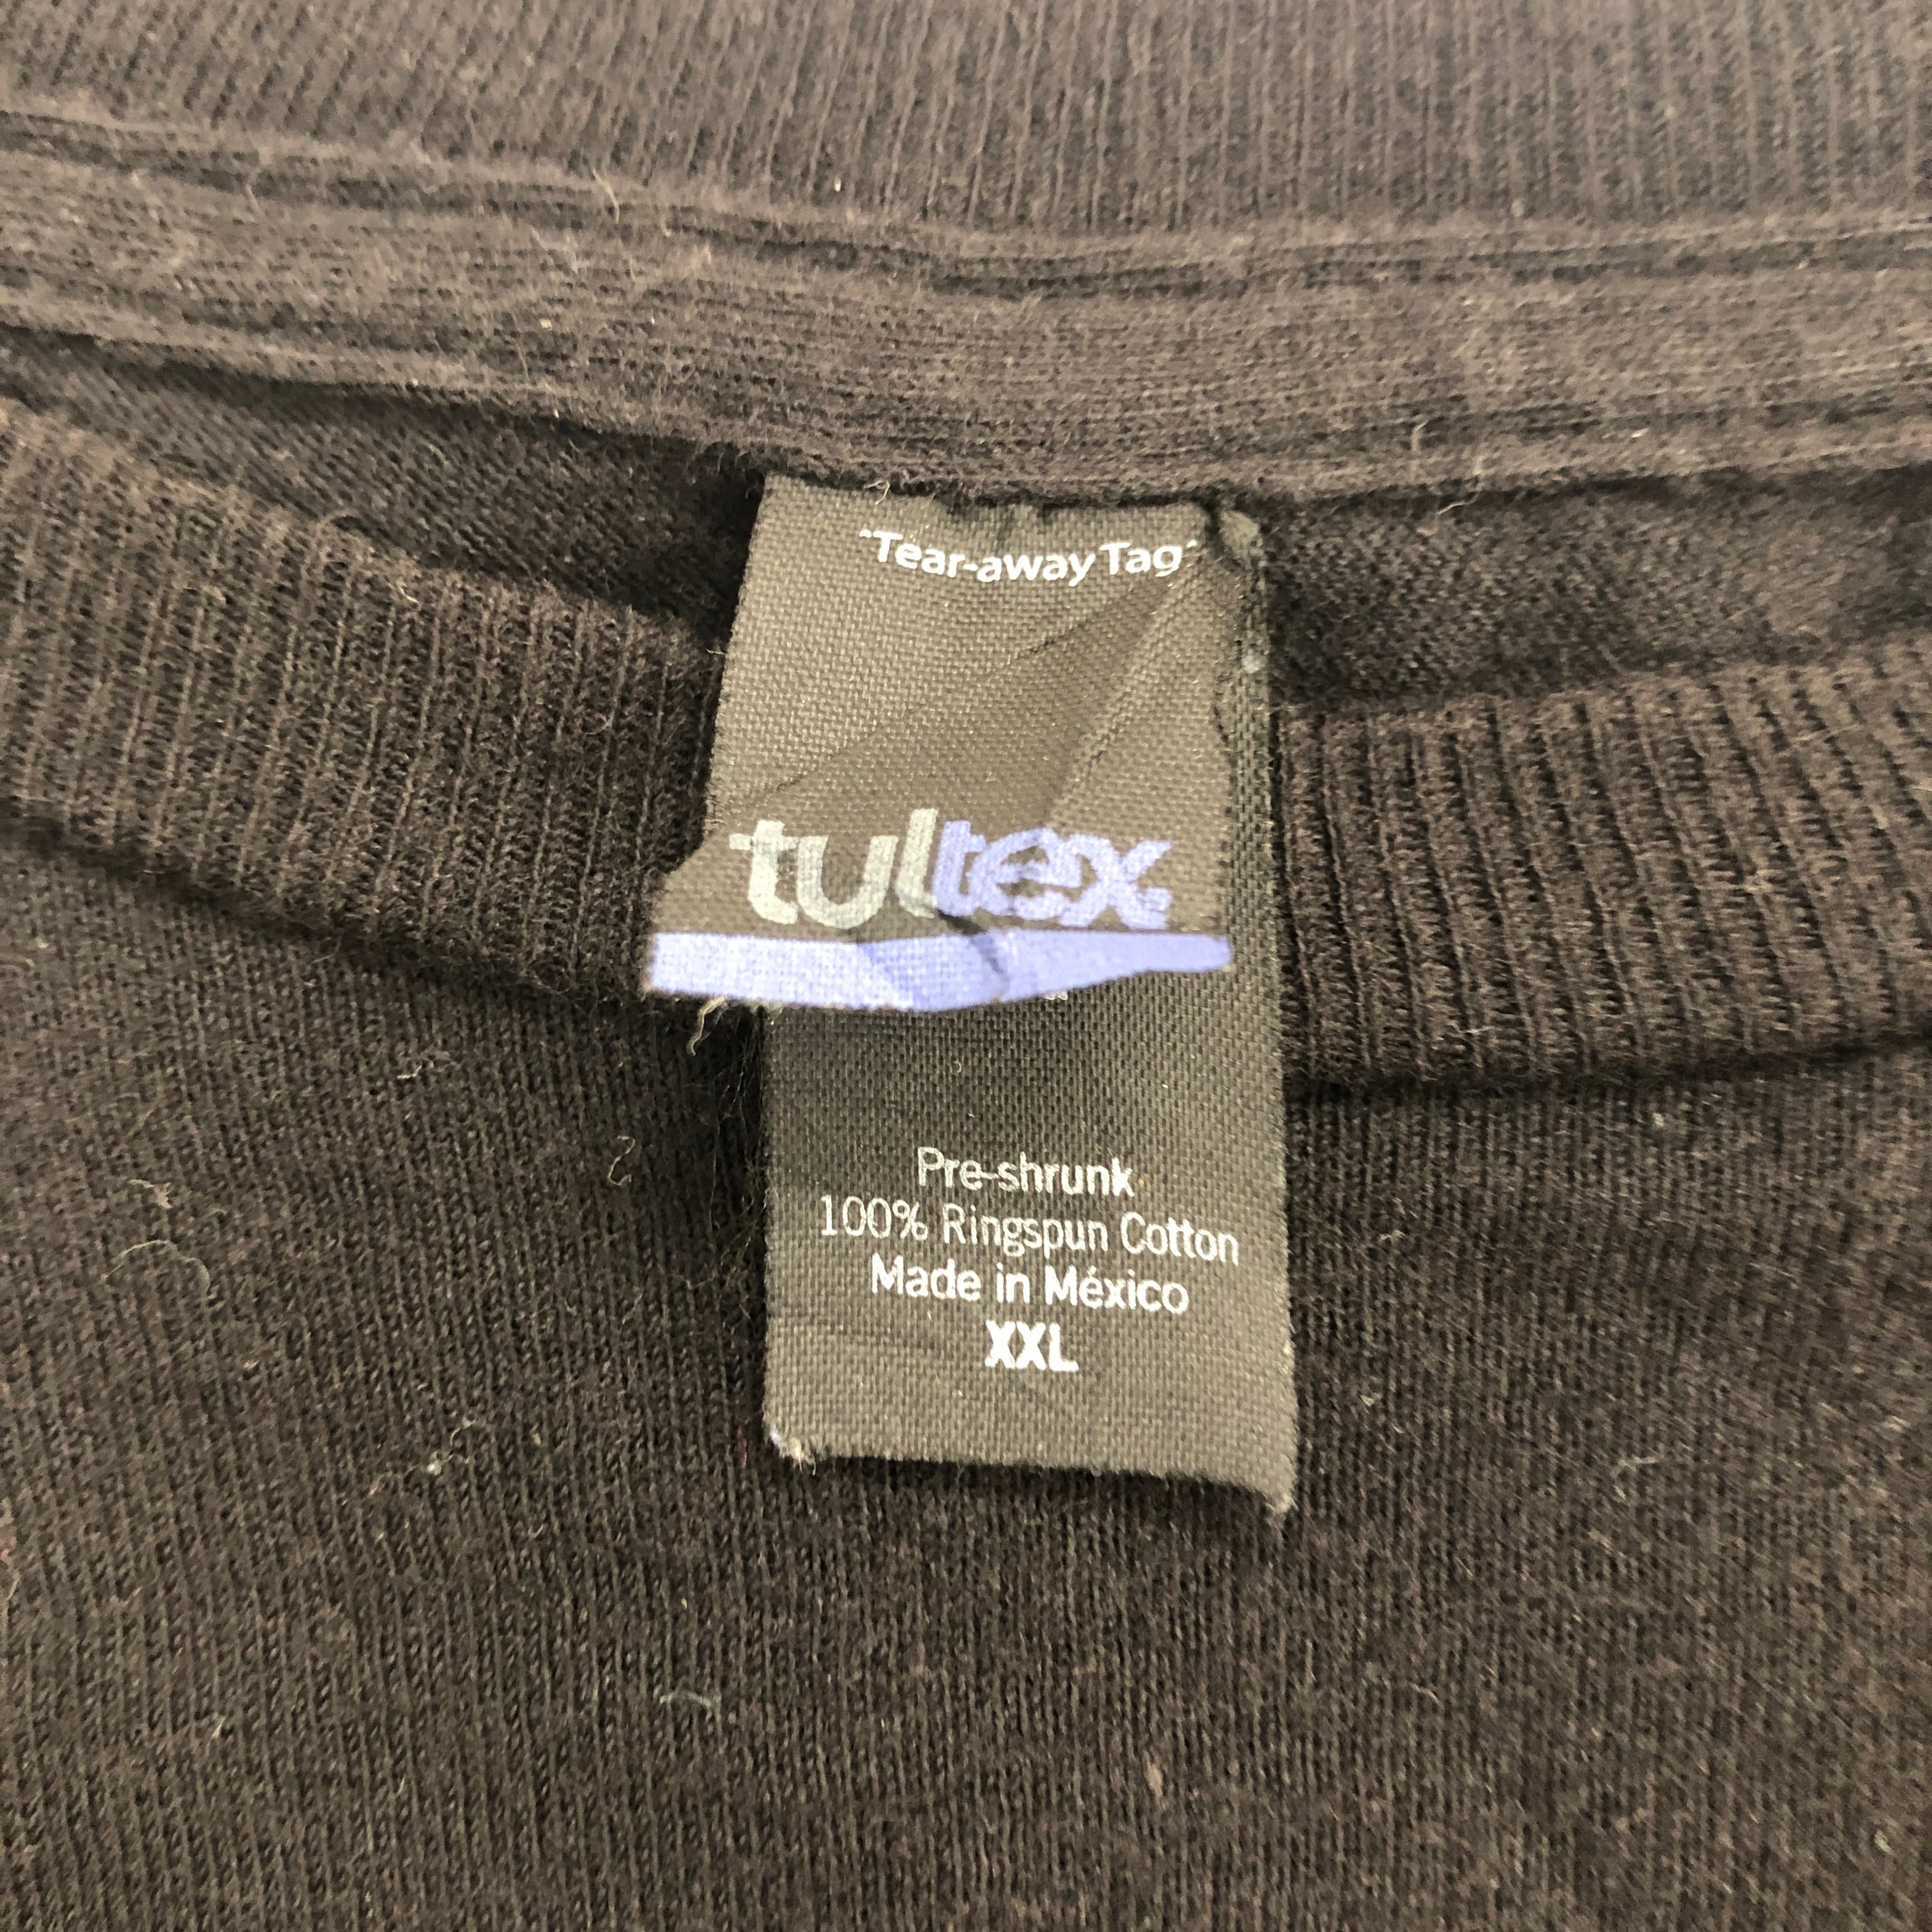 "Tear-away Tag"
tultex
Pre-shrunk
100% Ringspun Cotton
Made in México
XXL